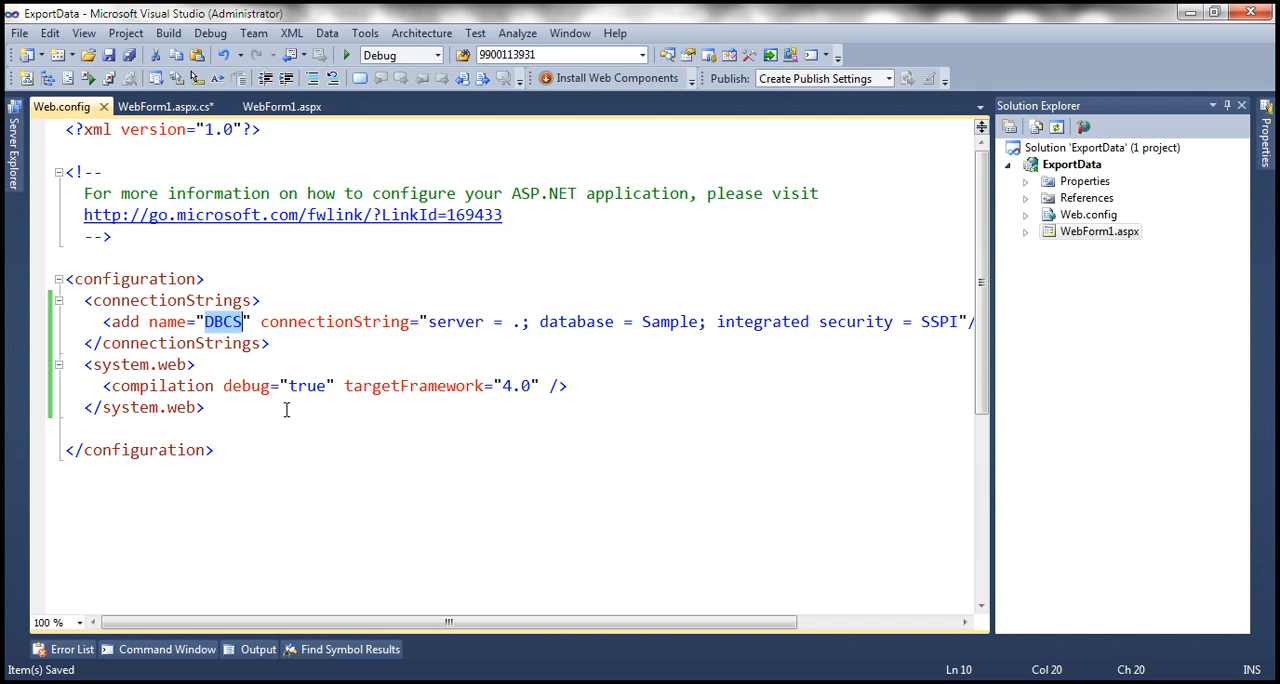 ExportData - Microsoft Visual Studio (Administrator)
File Edit View Project Build Debug Team XML Data Tools Architecture Test Analyze Window Help
Debug 9900113931
Install Web Components Publish: Create Publish Settings
Web.config WebForm1.aspx.cs* WebForm1.aspx
Server Explorer
<?xml version="1.0"?>
<!--
For more information on how to configure your ASP.NET application, please visit
http://go.microsoft.com/fwlink/?LinkId=169433
-->
<configuration>
<connectionStrings>
<add name="DBCS" connectionString="server = .; database = Sample; integrated security = SSPI"/
</connectionStrings>
<system.web>
<compilation debug="true" targetFramework="4.0" />
</system.web>
</configuration>
100 %
Solution Explorer
Solution 'ExportData' (1 project)
ExportData
Properties
References
Web.config
WebForm1.aspx
Properties
Error List Command Window Output Find Symbol Results
Item(s) Saved Ln 10 Col 20 Ch 20 INS